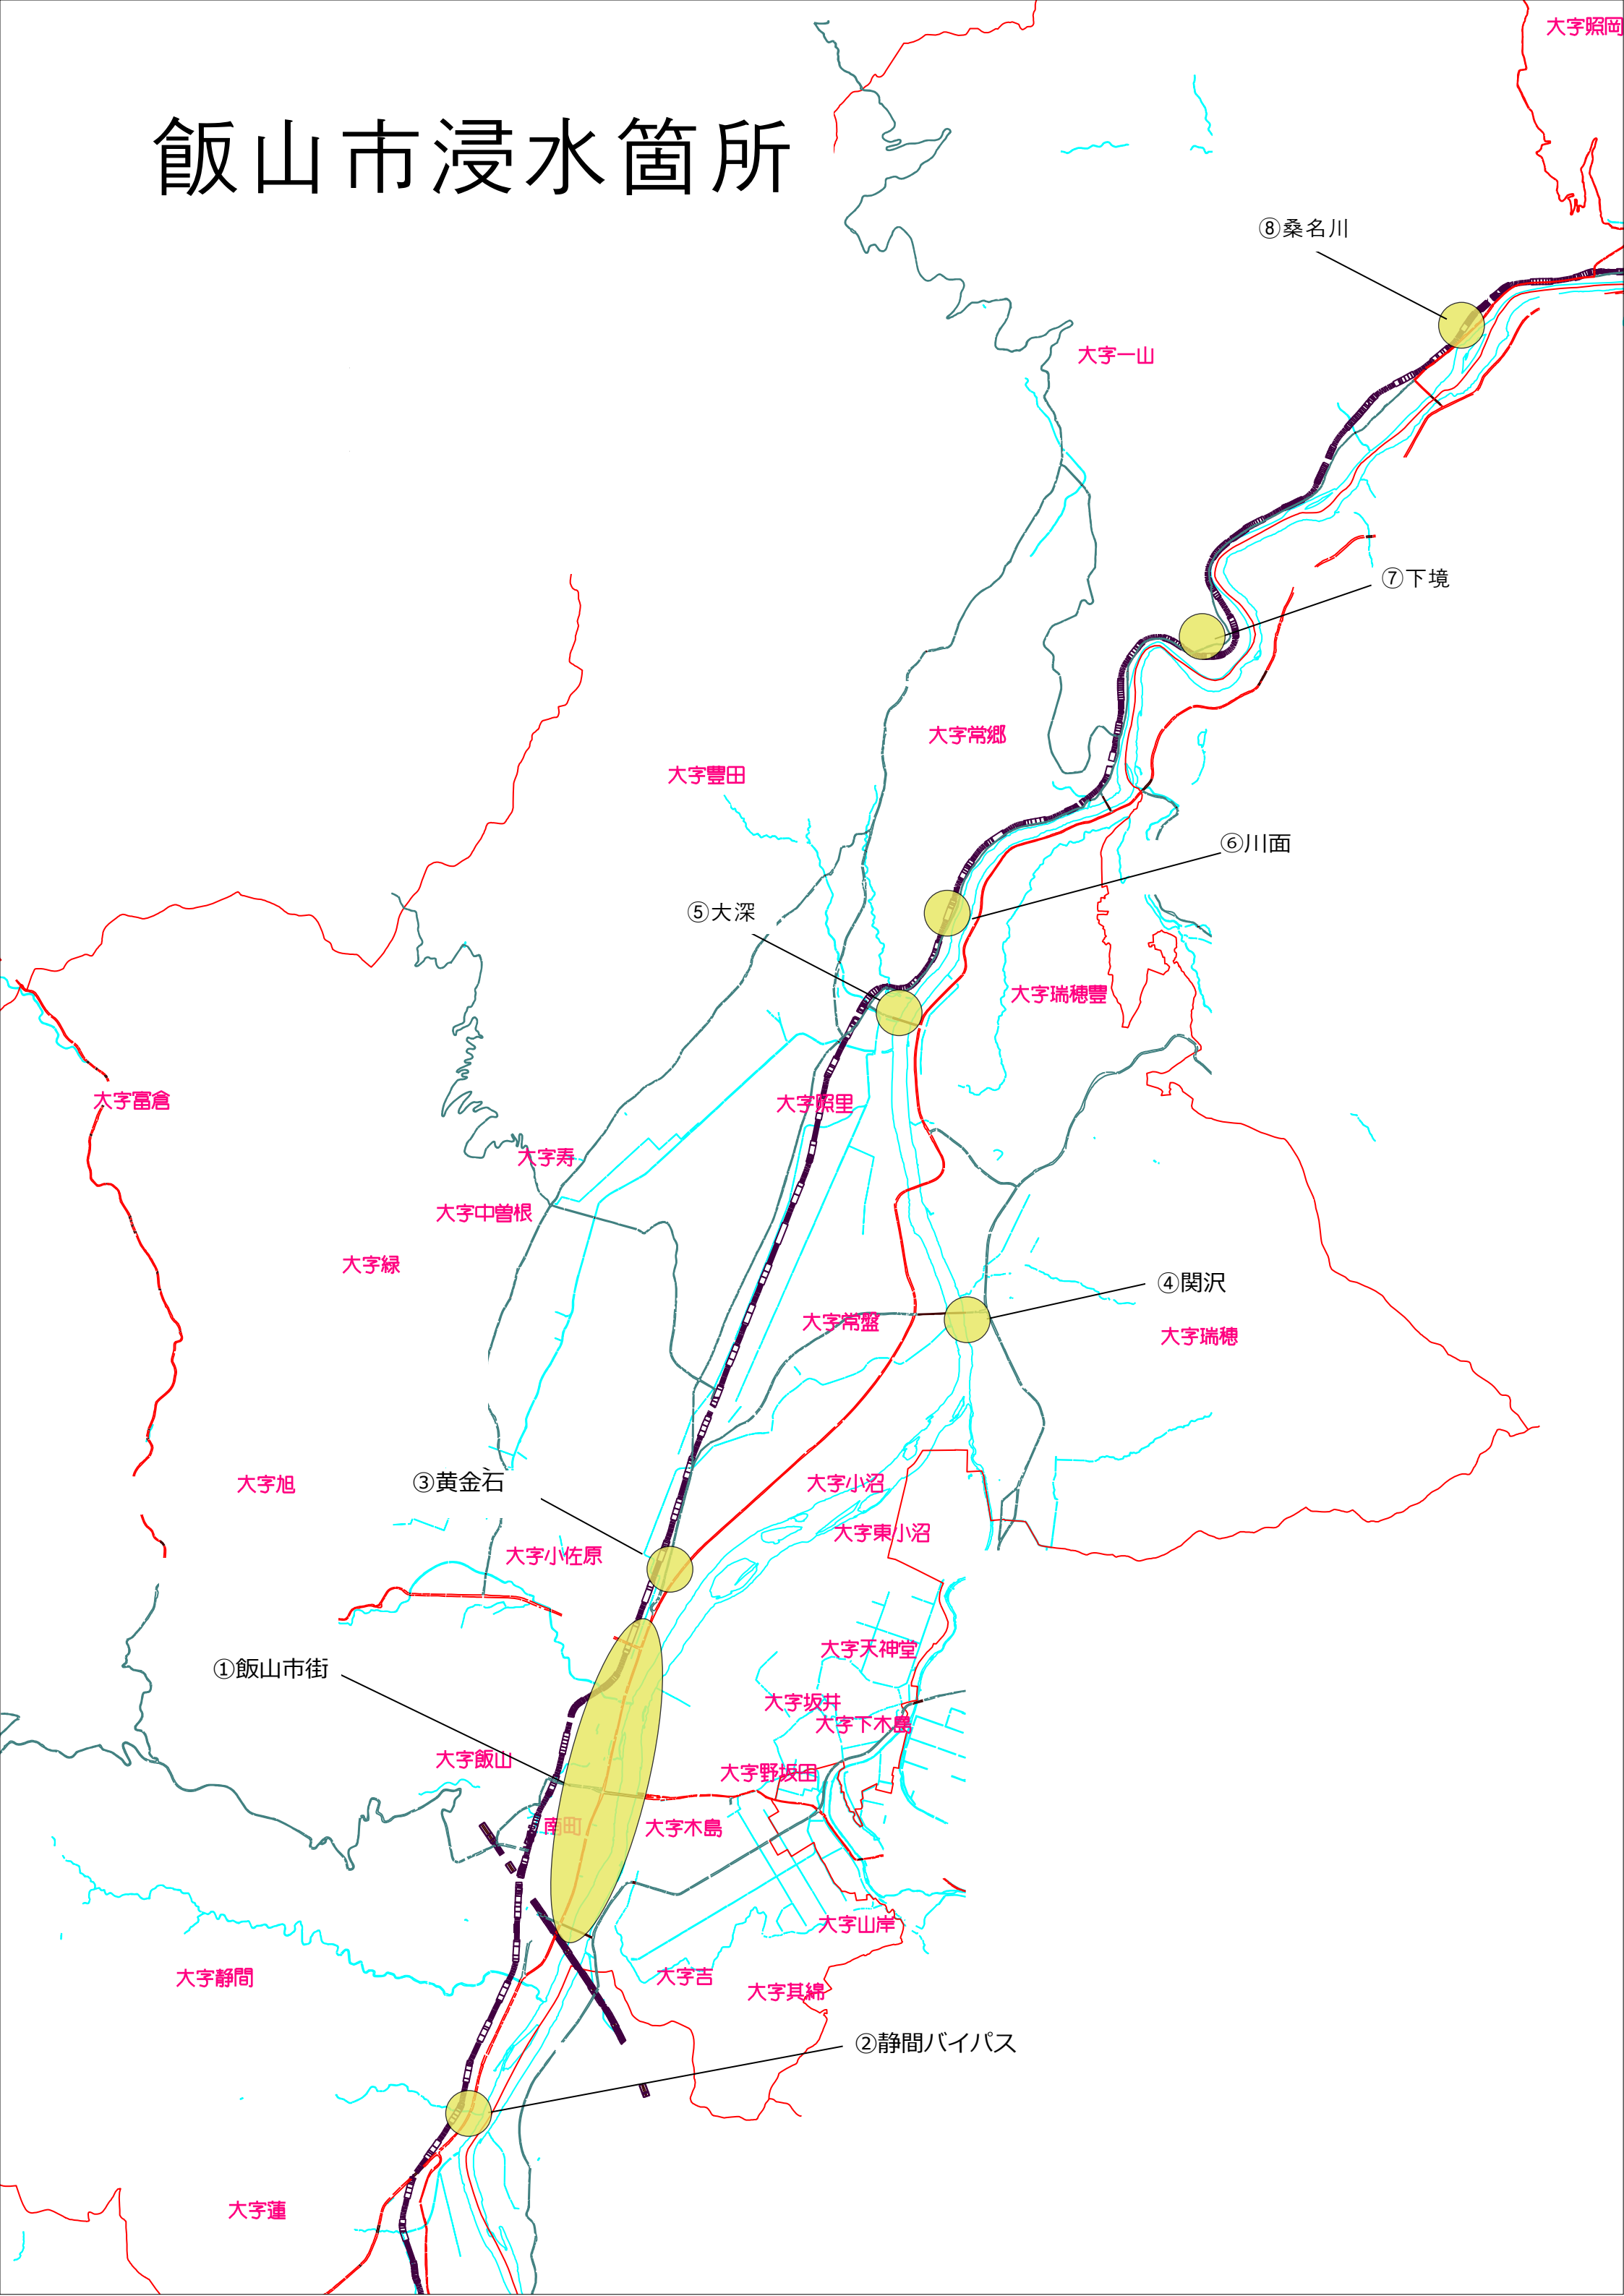 大字照岡
飯山市浸水箇所
⑧桑名川
大字一山
⑦下境
大字常郷
大字豊田
⑥川面
⑤大深
大字瑞穂豊
大字富倉
大字照里
大字寿
大字中曽根
大字緑
④関沢
大字常盤
大字瑞穂
③黄金石
大字旭
大字小沼
大字東小沼
大字小佐原
大字天神堂
①飯山市街
大字坂井
大字下木島
大字飯山
大字野坂田
南町
大字木島
大字山岸
大字静間
大字吉
大字其綿
②静間バイパス
大字蓮